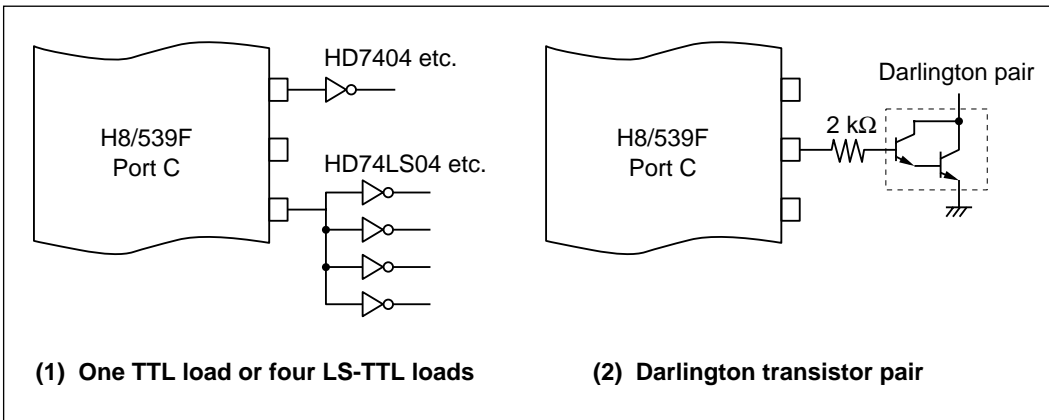 HD7404 etc.
H8/539F
Port C
HD74LS04 etc.
(1) One TTL load or four LS-TTL loads
Darlington pair
2 kΩ
H8/539F
Port C
(2) Darlington transistor pair